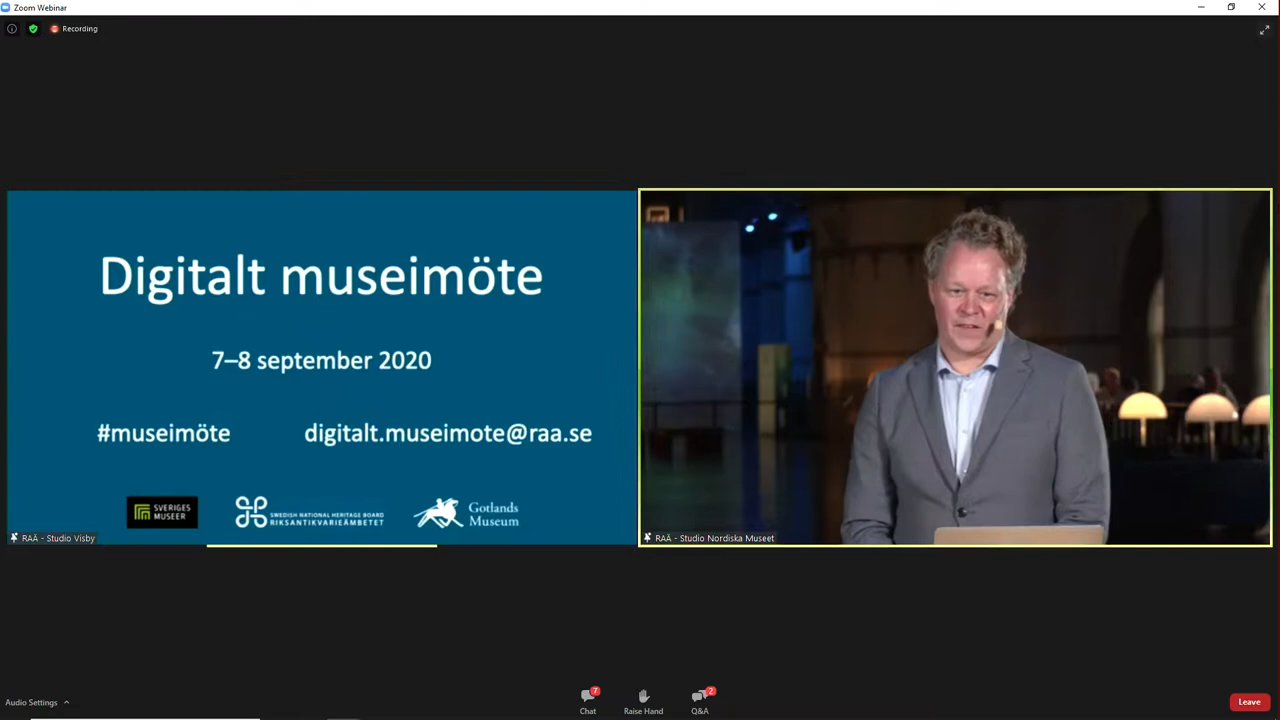 Zoom Webinar
Recording
Digitalt museimöte
7–8 september 2020
#museimöte digitalt.museimote@raa.se
SVERIGES
MUSEER
SWEDISH NATIONAL HERITAGE BOARD
RIKSANTIKVARIEÄMBETET
Gotlands
Museum
RAÄ - Studio Visby
RAÄ - Studio Nordiska Museet
Audio Settings
7
Chat
Raise Hand
2
Q&A
Leave